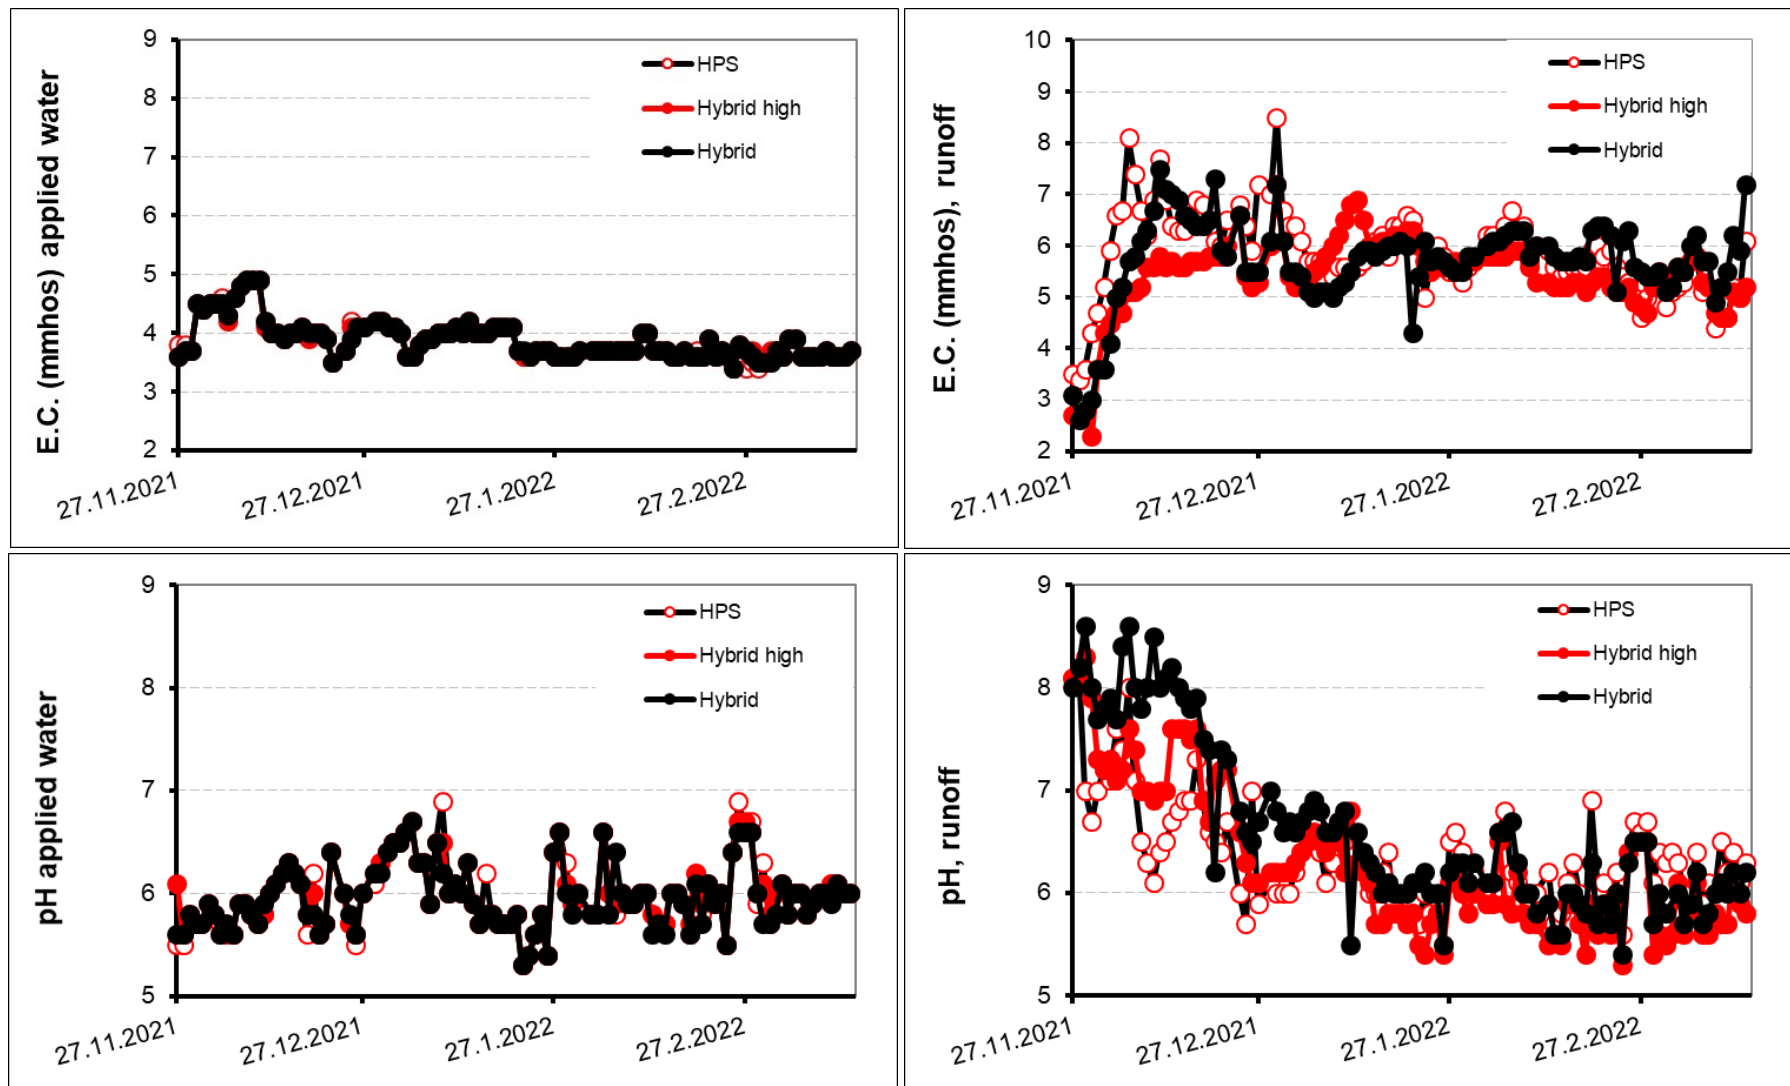 E.C. (mmhos) applied water
9
8
7
6
5
4
3
2
HPS
Hybrid high
Hybrid
27.11.2021
27.12.2021
27.1.2022
27.2.2022
E.C. (mmhos), runoff
10
9
8
7
6
5
4
3
2
HPS
Hybrid high
Hybrid
27.11.2021
27.12.2021
27.1.2022
27.2.2022
pH applied water
9
8
7
6
5
HPS
Hybrid high
Hybrid
27.11.2021
27.12.2021
27.1.2022
27.2.2022
pH, runoff
9
8
7
6
5
HPS
Hybrid high
Hybrid
27.11.2021
27.12.2021
27.1.2022
27.2.2022